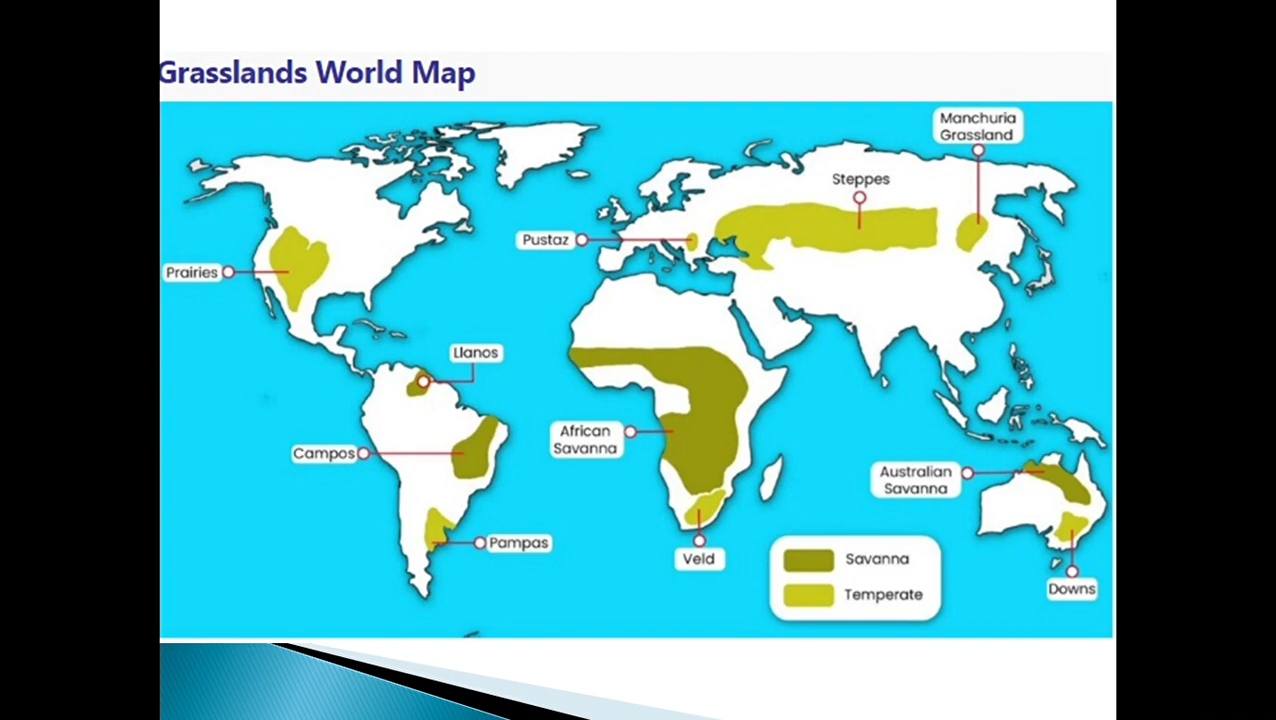 Grasslands World Map
Manchuria
Grassland
Steppes
Pustaz
Prairies
Llanos
African
Savanna
Campos
Australian
Savanna
Pampas
Veld
Savanna
Temperate
Downs